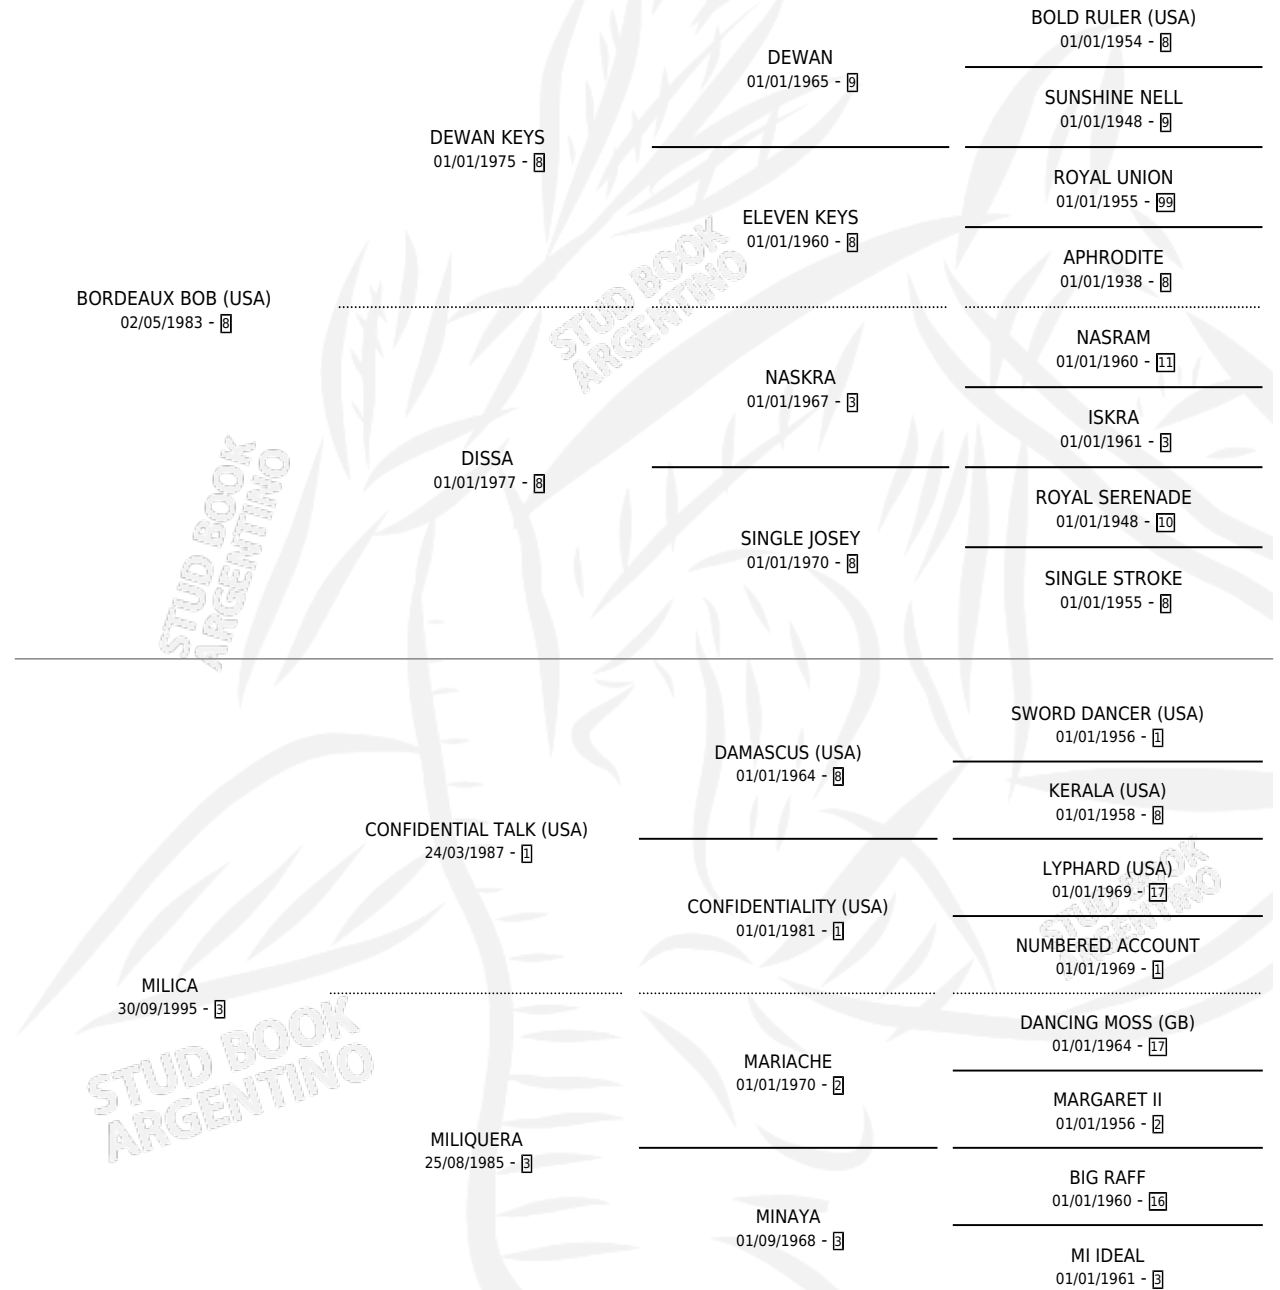 BOLD RULER (USA)
01/01/1954 - 8
DEWAN
01/01/1965 - 9
SUNSHINE NELL
01/01/1948 - 9
DEWAN KEYS
01/01/1975 - 8
ROYAL UNION
01/01/1955 - 99
ELEVEN KEYS
01/01/1960 - 8
APHRODITE
01/01/1938 - 8
BORDEAUX BOB (USA)
02/05/1983 - 8
NASRAM
01/01/1960 - 11
NASKRA
01/01/1967 - 3
ISKRA
01/01/1961 - 3
DISSA
01/01/1977 - 8
ROYAL SERENADE
01/01/1948 - 10
SINGLE JOSEY
01/01/1970 - 8
SINGLE STROKE
01/01/1955 - 8
STUD BOOK
ARGENTINO
STUD BOOK
ARGENTINO
SWORD DANCER (USA)
01/01/1956 - 1
DAMASCUS (USA)
01/01/1964 - 8
KERALA (USA)
01/01/1958 - 8
CONFIDENTIAL TALK (USA)
24/03/1987 - 1
LYPHARD (USA)
01/01/1969 - 17
CONFIDENTIALITY (USA)
01/01/1981 - 1
NUMBERED ACCOUNT
01/01/1969 - 1
MILICA
30/09/1995 - 3
DANCING MOSS (GB)
01/01/1964 - 17
MARIACHE
01/01/1970 - 2
MARGARET II
01/01/1956 - 2
MILIQUERA
25/08/1985 - 3
BIG RAFF
01/01/1960 - 16
MINAYA
01/09/1968 - 3
MI IDEAL
01/01/1961 - 3
STUD BOOK
ARGENTINO
STUD BOOK
ARGENTINO